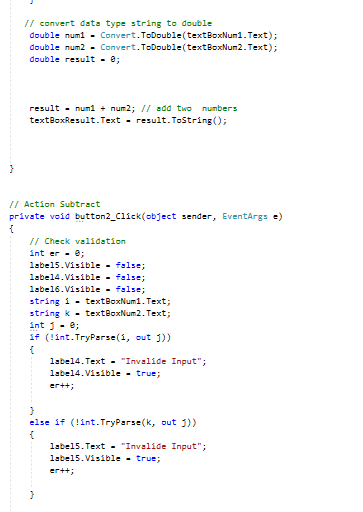 }
// convert data type string to double
double num1 = Convert.ToDouble(textBoxNum1.Text);
double num2 = Convert.ToDouble(textBoxNum2.Text);
double result = 0;
result = num1 + num2; // add two  numbers
textBoxResult.Text = result.ToString();
}
// Action Subtract
private void button2_Click(object sender, EventArgs e)
{
// Check validation
int er = 0;
label5.Visible = false;
label4.Visible = false;
label6.Visible = false;
string i = textBoxNum1.Text;
string k = textBoxNum2.Text;
int j = 0;
if (!int.TryParse(i, out j))
{
label4.Text = "Invalide Input";
label4.Visible = true;
er++;
}
else if (!int.TryParse(k, out j))
{
label5.Text = "Invalide Input";
label5.Visible = true;
er++;
}